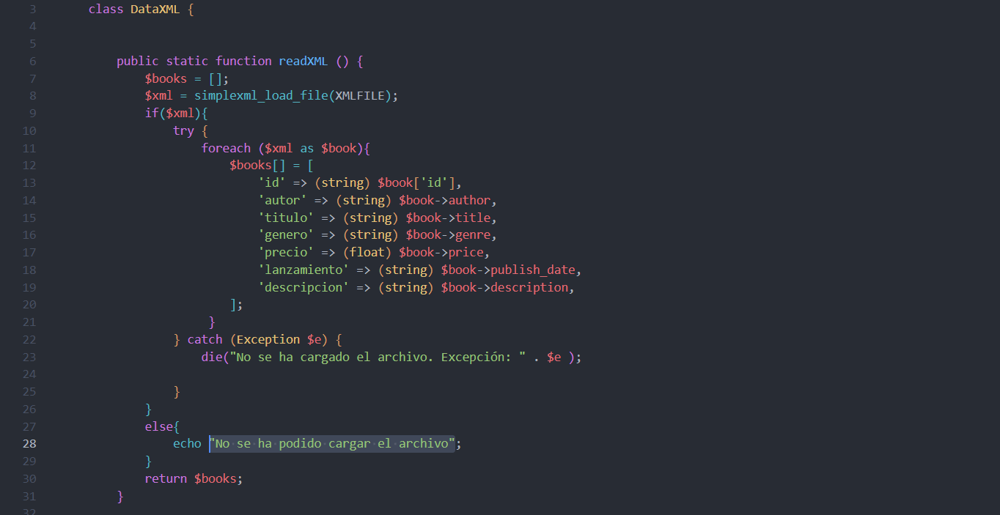 3 class DataXML {
4
5
6 public static function readXML () {
7 $books = [];
8 $xml = simplexml_load_file(XMLFILE);
9 if($xml){
10 try {
11 foreach ($xml as $book){
12 $books[] = [
13 'id' => (string) $book['id'],
14 'autor' => (string) $book->author,
15 'titulo' => (string) $book->title,
16 'genero' => (string) $book->genre,
17 'precio' => (float) $book->price,
18 'lanzamiento' => (string) $book->publish_date,
19 'descripcion' => (string) $book->description,
20 ];
21 }
22 } catch (Exception $e) {
23 die("No se ha cargado el archivo. Excepción: " . $e );
24
25 }
26 }
27 else{
28 echo "No se ha podido cargar el archivo";
29 }
30 return $books;
31 }
32